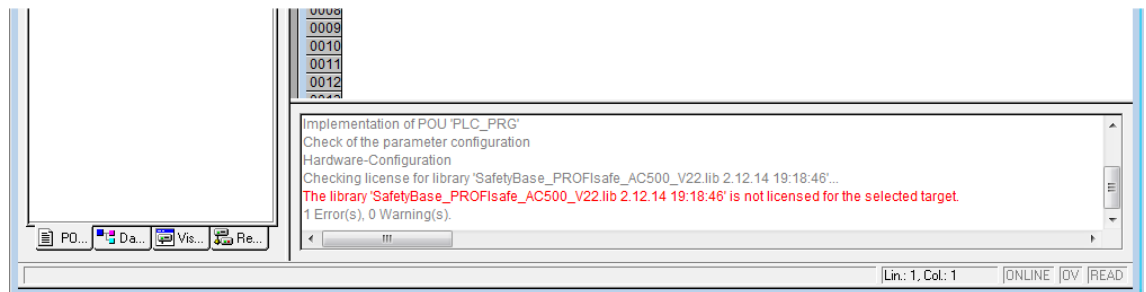 0008
0009
0010
0011
0012
Implementation of POU 'PLC_PRG'
Check of the parameter configuration
Hardware-Configuration
Checking license for library 'SafetyBase_PROFIsafe_AC500_V22.lib 2.12.14 19:18:46'...
The library 'SafetyBase_PROFIsafe_AC500_V22.lib 2.12.14 19:18:46' is not licensed for the selected target.
1 Error(s), 0 Warning(s).
PO... Da... Vis... Re...
Lin.: 1, Col.: 1 ONLINE OV READ